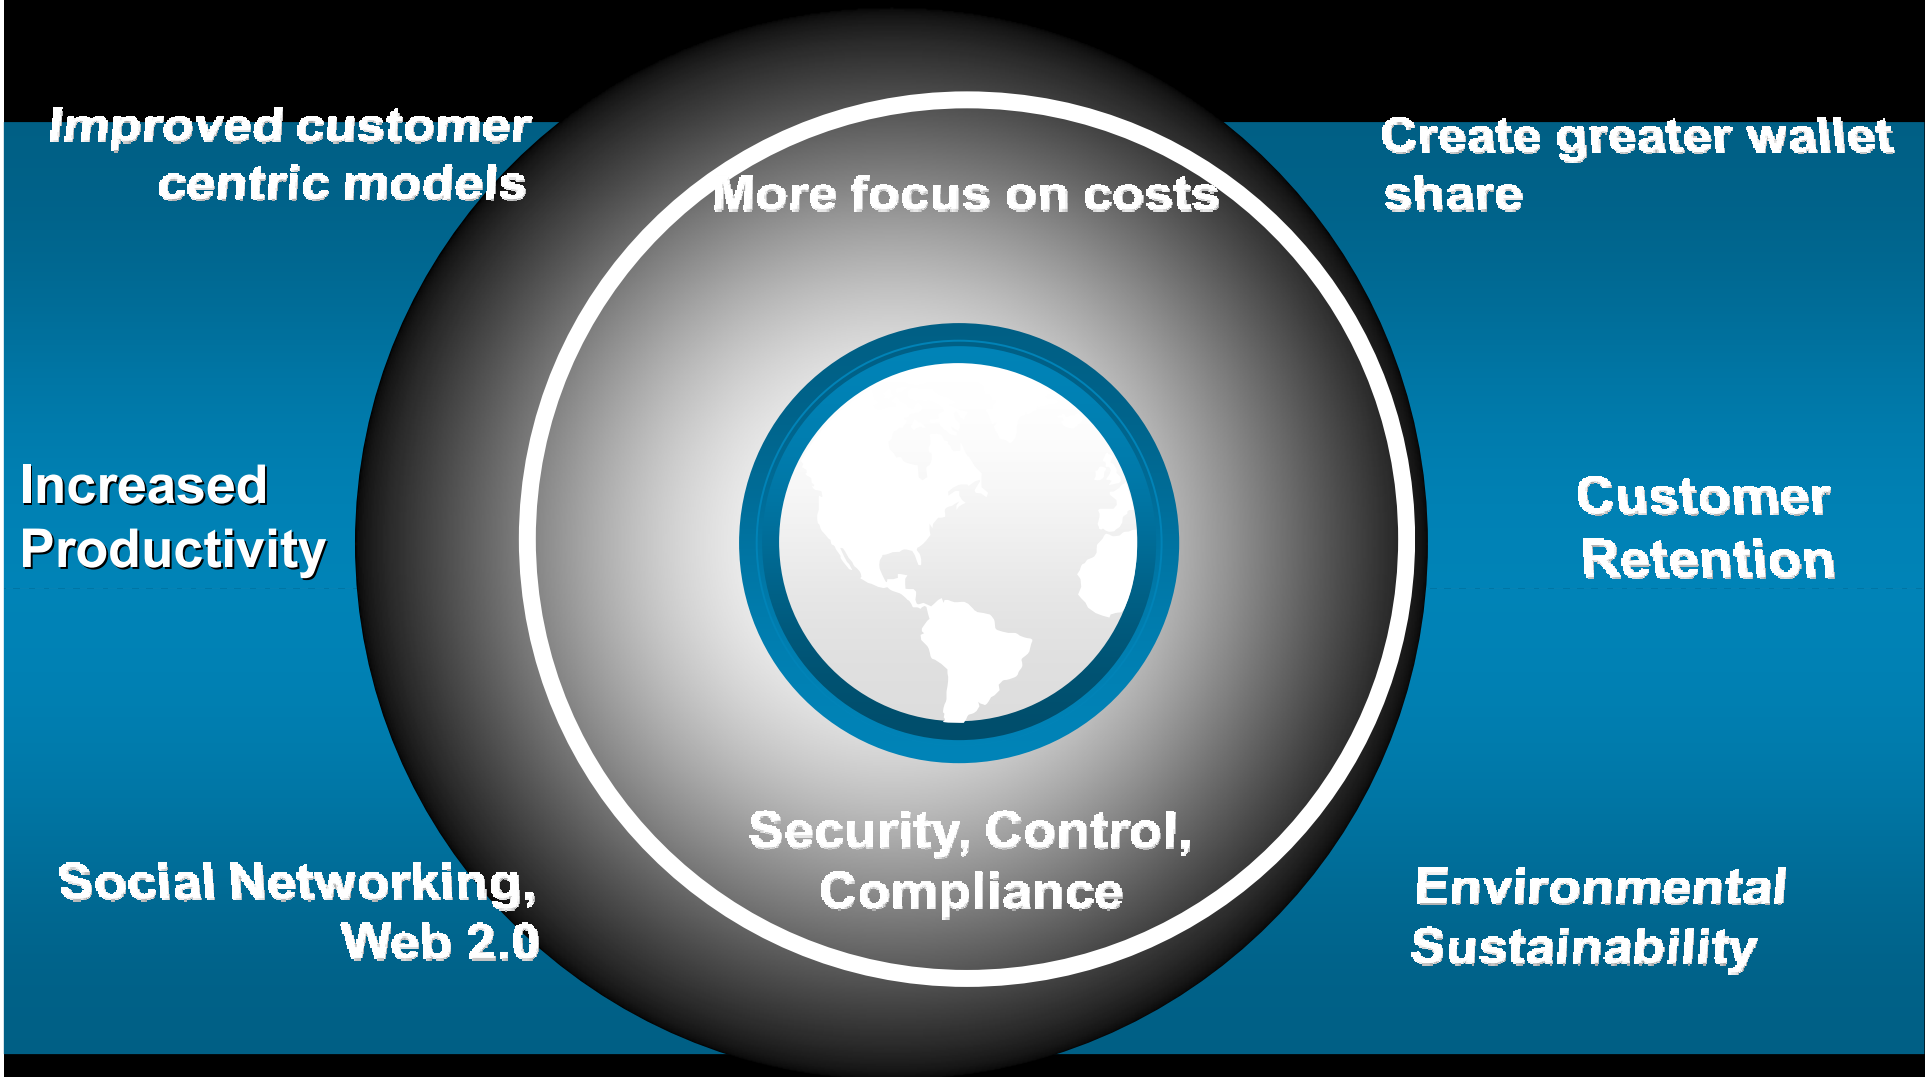 Improved customer
centric models
More focus on costs
Create greater wallet
share
Increased
Productivity
Customer
Retention
Social Networking,
Web 2.0
Security, Control,
Compliance
Environmental
Sustainability